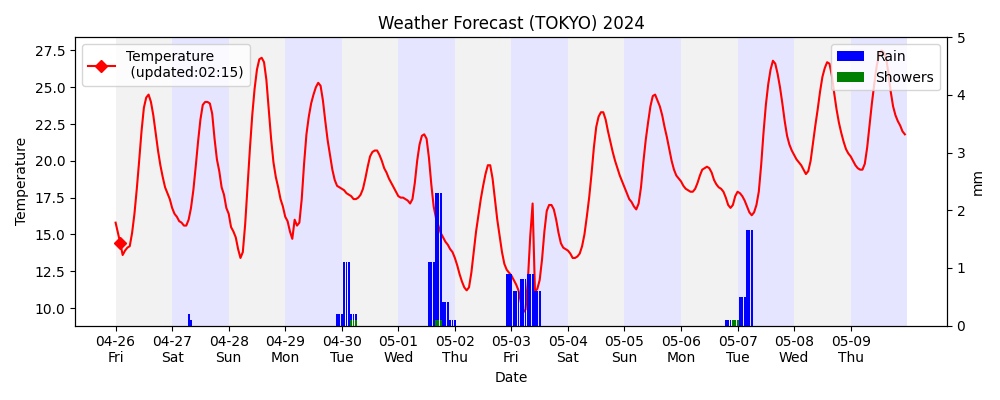 Weather Forecast (TOKYO) 2024
Temperature
(updated:02:15)
Rain
Showers
Temperature
27.5
25.0
22.5
20.0
17.5
15.0
12.5
10.0
5
4
3
2
1
0
mm
04-26 04-27 04-28 04-29 04-30 05-01 05-02 05-03 05-04 05-05 05-06 05-07 05-08 05-09
Fri Sat Sun Mon Tue Wed Thu Fri Sat Sun Mon Tue Wed Thu
Date